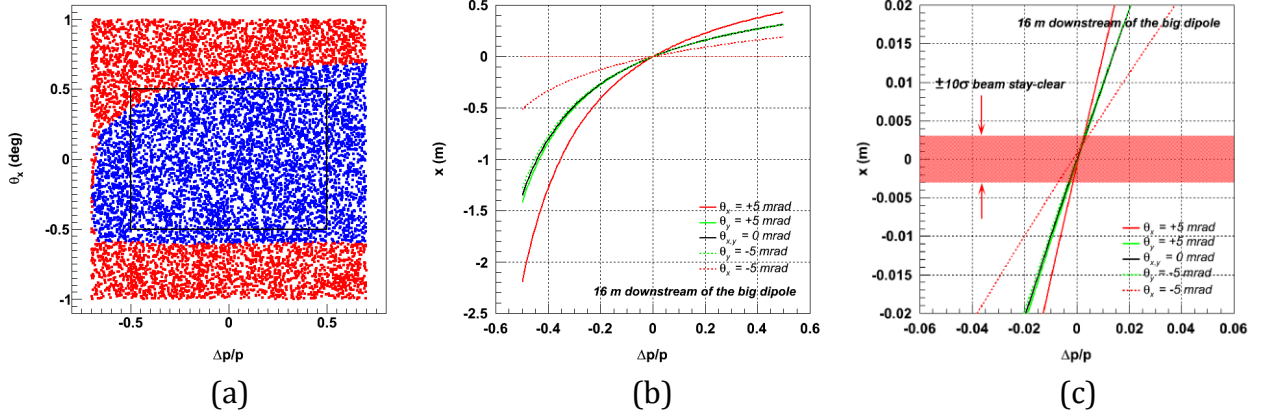 1
0.5
0
-0.5
-1
θx (deg)
-0.5
0
0.5
Δp/p
(a)
0.5
0
-0.5
-1
-1.5
-2
-2.5
x (m)
θx = +5 mrad
θy = +5 mrad
θx,y = 0 mrad
θy = -5 mrad
θx = -5 mrad
16 m downstream of the big dipole
-0.6 -0.4 -0.2 0 0.2 0.4 0.6
Δp/p
(b)
0.02
0.015
0.01
0.005
0
-0.005
-0.01
-0.015
-0.02
x (m)
16 m downstream of the big dipole
±10σ beam stay-clear
θx = +5 mrad
θy = +5 mrad
θx,y = 0 mrad
θy = -5 mrad
θx = -5 mrad
-0.06 -0.04 -0.02 0 0.02 0.04 0.06
Δp/p
(c)